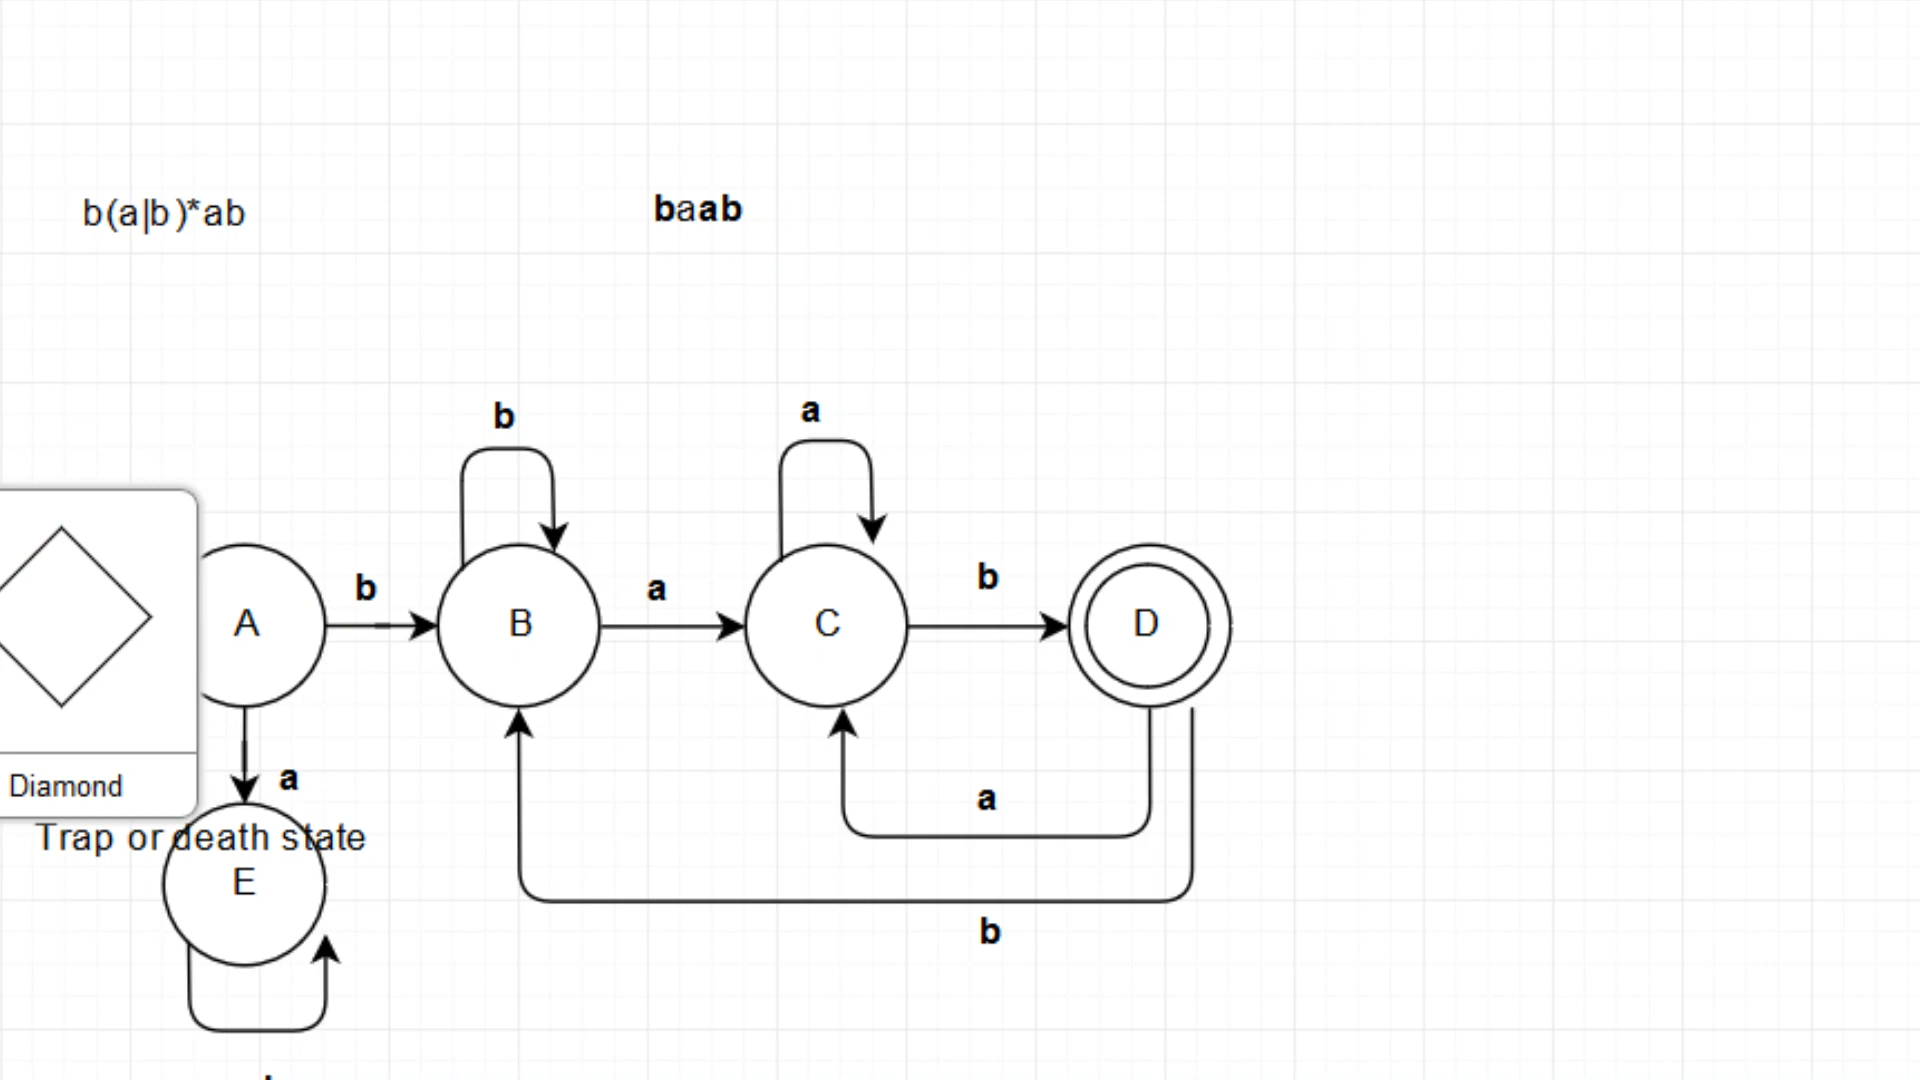 b(a|b)*ab
baab
b
a
b
a
b
A
B
C
D
Diamond
a
a
Trap or death state
E
b